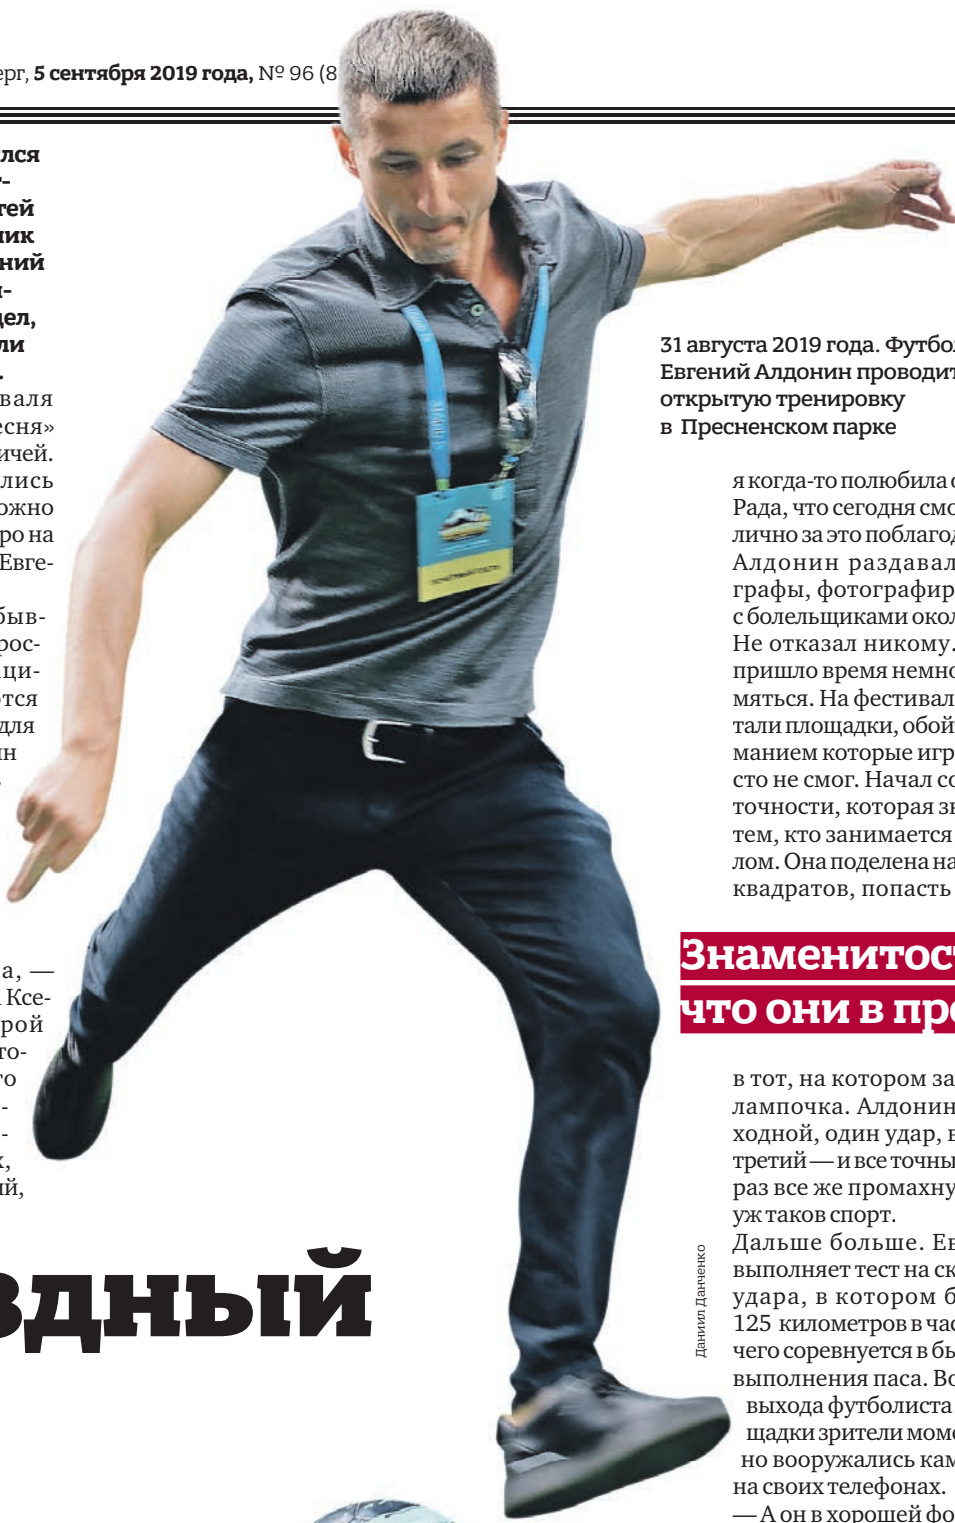 ерг, 5 сентября 2019 года, № 96 (8
лся
т-
тей
ник
ний
-
дел,
ли
.
валя
есня»
ичей.
лись
ожно
ро на
Евге-
быв-
рос-
ци-
тся
для
ин
а, —
Ксе-
рой
то-
го
-
-
х,
ий,
здный
31 августа 2019 года. Футбол
Евгений Алдонин проводит
открытую тренировку
в Пресненском парке
я когда-то полюбила с
Рада, что сегодня смо
лично за это поблагод
Алдонин раздавал
графы, фотографир
с болельщиками окол
Не отказал никому.
пришло время немно
мяться. На фестивал
тали площадки, обой
манием которые игр
сто не смог. Начал со
точности, которая зн
тем, кто занимается
лом. Она поделена на
квадратов, попасть
Знаменитос
что они в пре
в тот, на котором за
лампочка. Алдонин
ходной, один удар, в
третий — и все точны
раз все же промахну
уж таков спорт.
Дальше больше. Ев
выполняет тест на ск
удара, в котором б
125 километров в час
чего соревнуется в бы
выполнения паса. Во
выхода футболиста
щадки зрители моме
но вооружались кам
на своих телефонах.
— А он в хорошей фо
Даниил Данченко